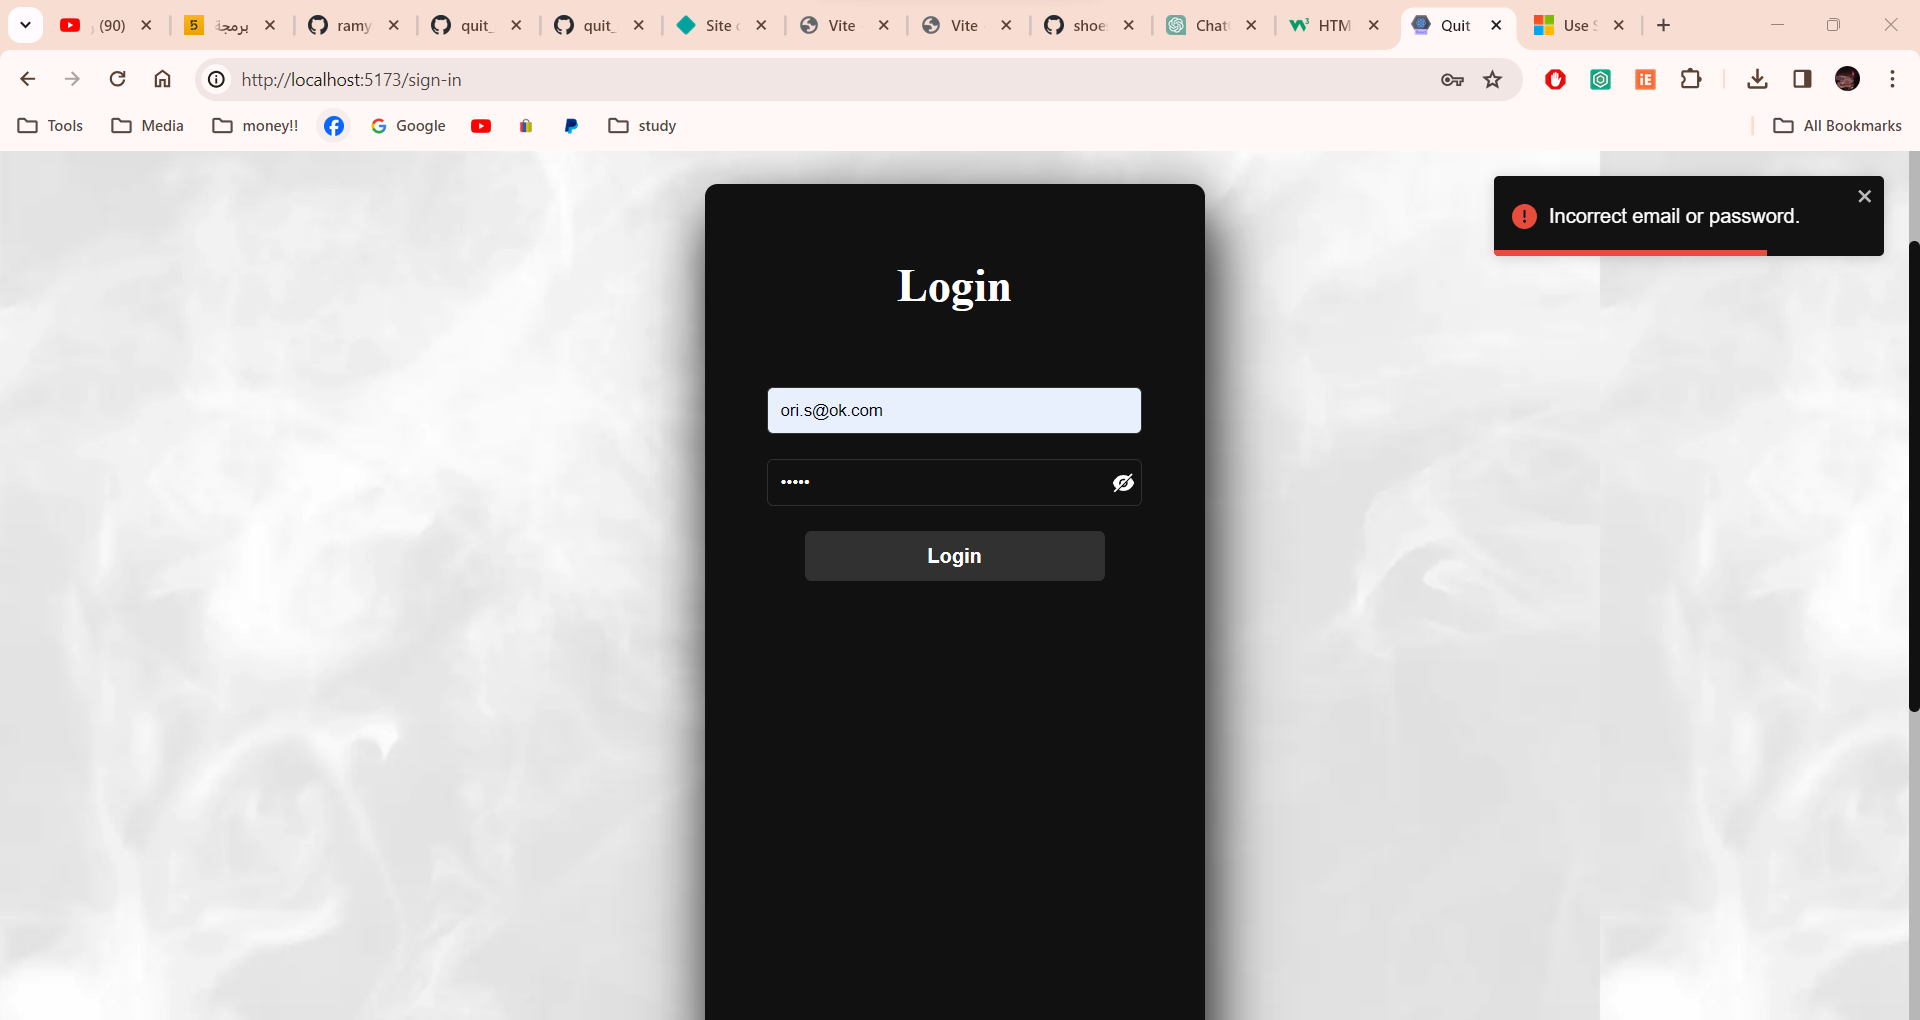 (90)
برمجة
ramy
quit_
quit_
Site
Vite
Vite
shoe
Chat
HTM
Quit
Use
http://localhost:5173/sign-in
Tools
Media
money!!
Google
study
All Bookmarks
Incorrect email or password.
Login
ori.s@ok.com
•••••
Login